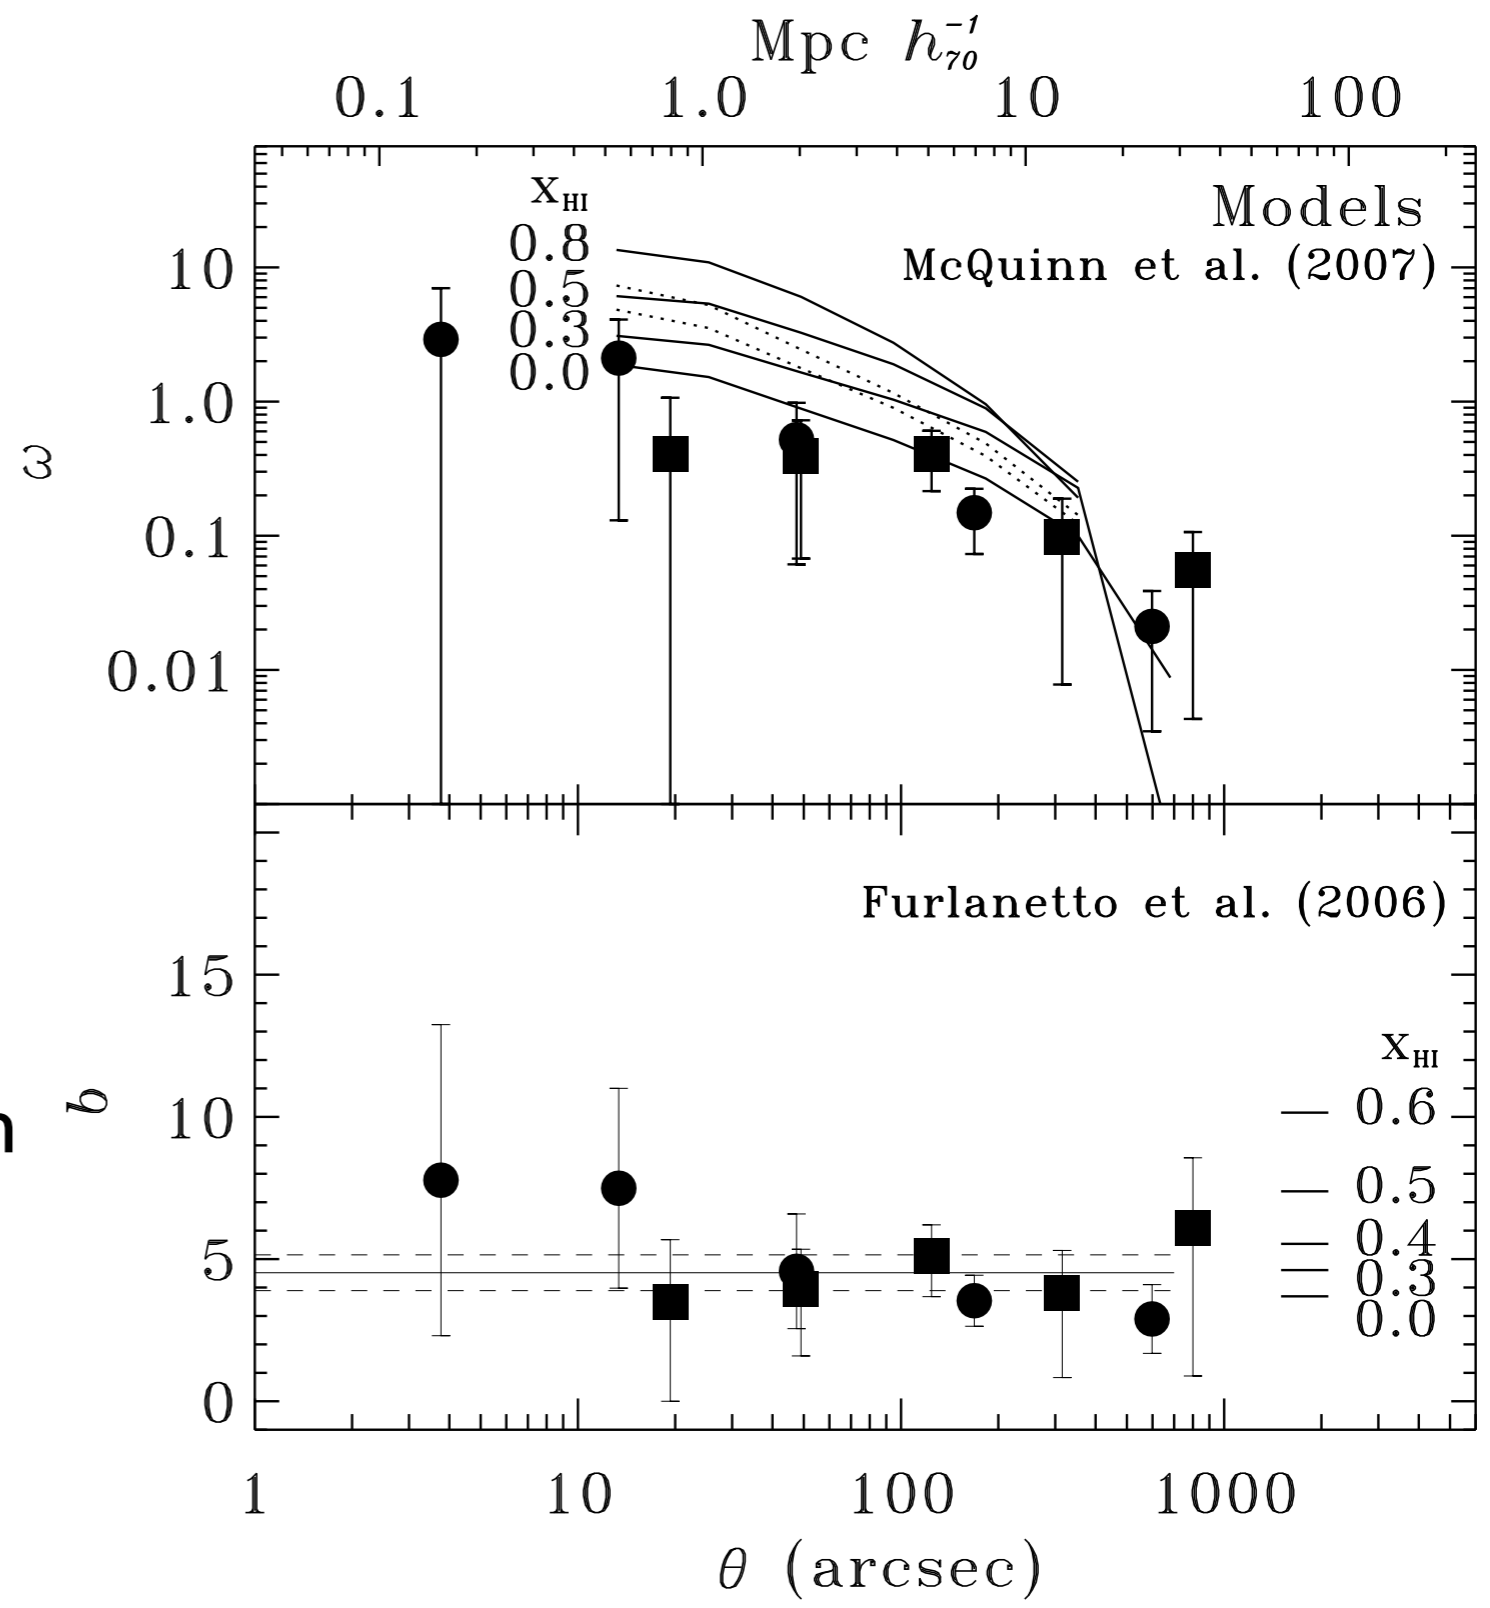 Mpc h₇₀⁻¹
0.1 1.0 10 100
x_HI
Models
0.8
McQuinn et al. (2007)
10
0.5
0.3
0.0
1.0
ω
0.1
0.01
Furlanetto et al. (2006)
15
x_HI
10
b
0.6
0.5
0.4
5
0.3
0.0
0
1 10 100 1000
θ (arcsec)